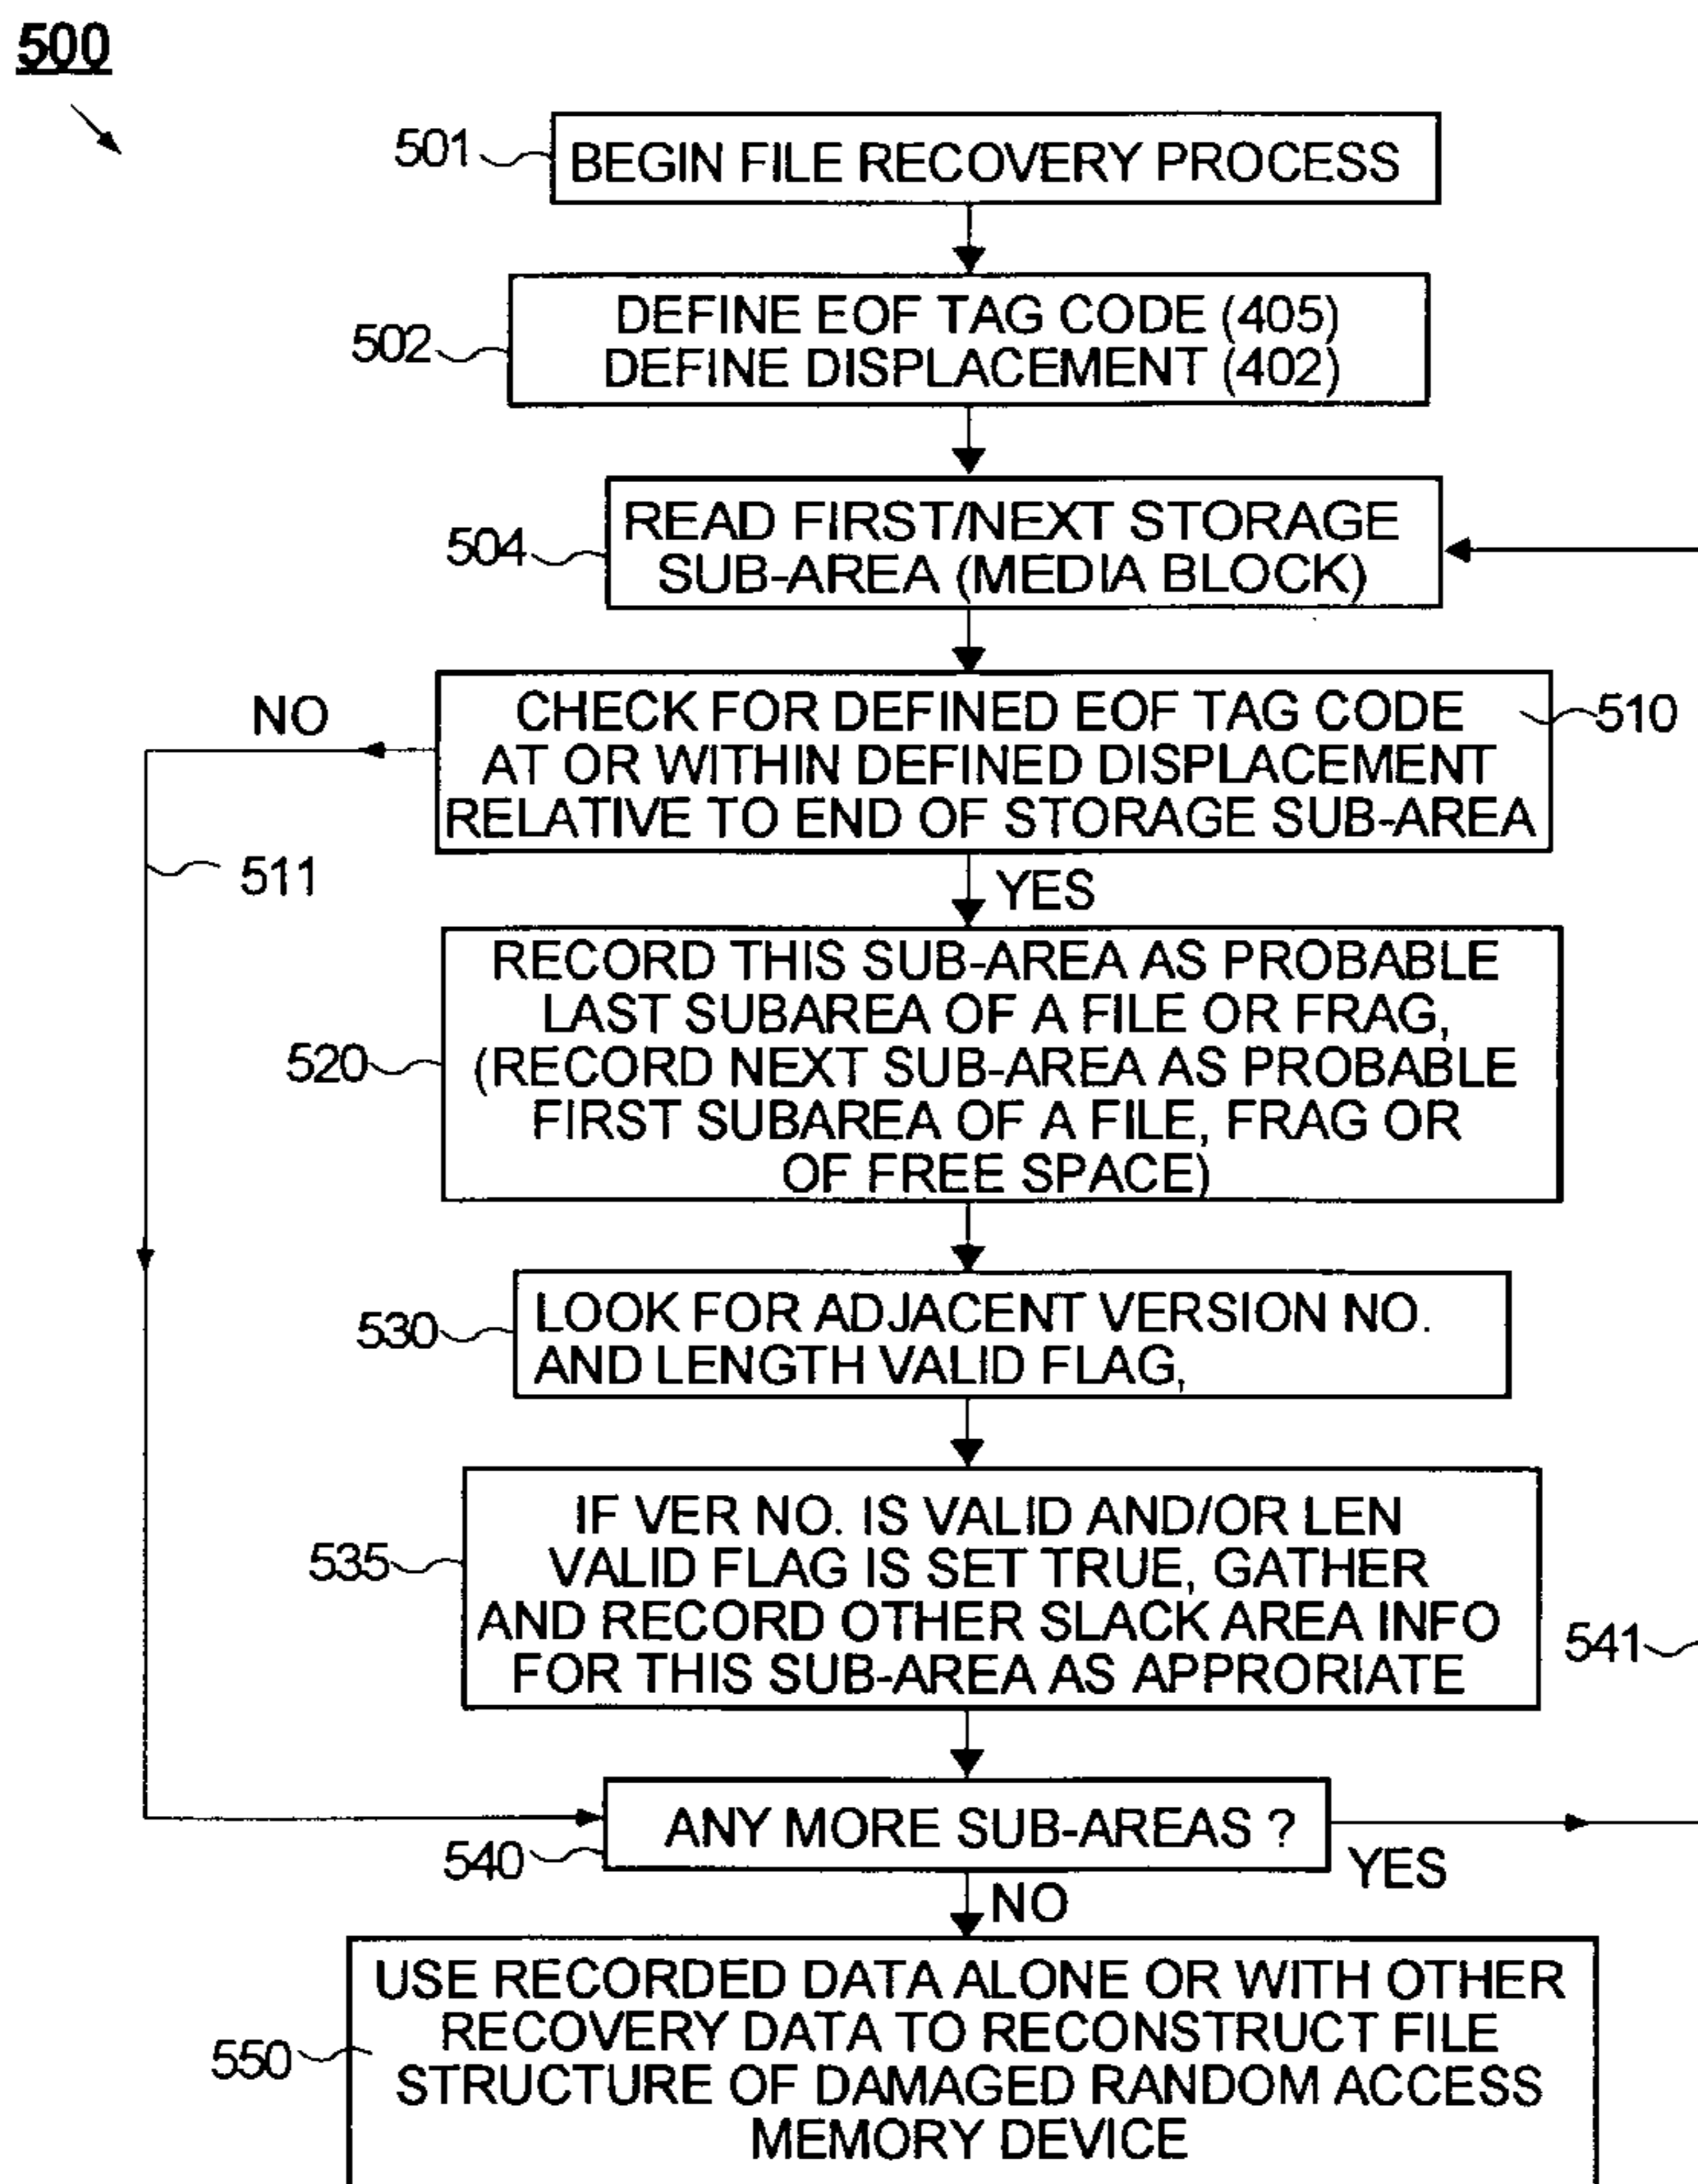 500
501
BEGIN FILE RECOVERY PROCESS
502
DEFINE EOF TAG CODE (405)
DEFINE DISPLACEMENT (402)
504
READ FIRST/NEXT STORAGE
SUB-AREA (MEDIA BLOCK)
NO
CHECK FOR DEFINED EOF TAG CODE
AT OR WITHIN DEFINED DISPLACEMENT
RELATIVE TO END OF STORAGE SUB-AREA
510
511
YES
520
RECORD THIS SUB-AREA AS PROBABLE
LAST SUBAREA OF A FILE OR FRAG,
(RECORD NEXT SUB-AREA AS PROBABLE
FIRST SUBAREA OF A FILE, FRAG OR
OF FREE SPACE)
530
LOOK FOR ADJACENT VERSION NO.
AND LENGTH VALID FLAG,
535
IF VER NO. IS VALID AND/OR LEN
VALID FLAG IS SET TRUE, GATHER
AND RECORD OTHER SLACK AREA INFO
FOR THIS SUB-AREA AS APPRORIATE
541
540
ANY MORE SUB-AREAS ?
YES
NO
550
USE RECORDED DATA ALONE OR WITH OTHER
RECOVERY DATA TO RECONSTRUCT FILE
STRUCTURE OF DAMAGED RANDOM ACCESS
MEMORY DEVICE